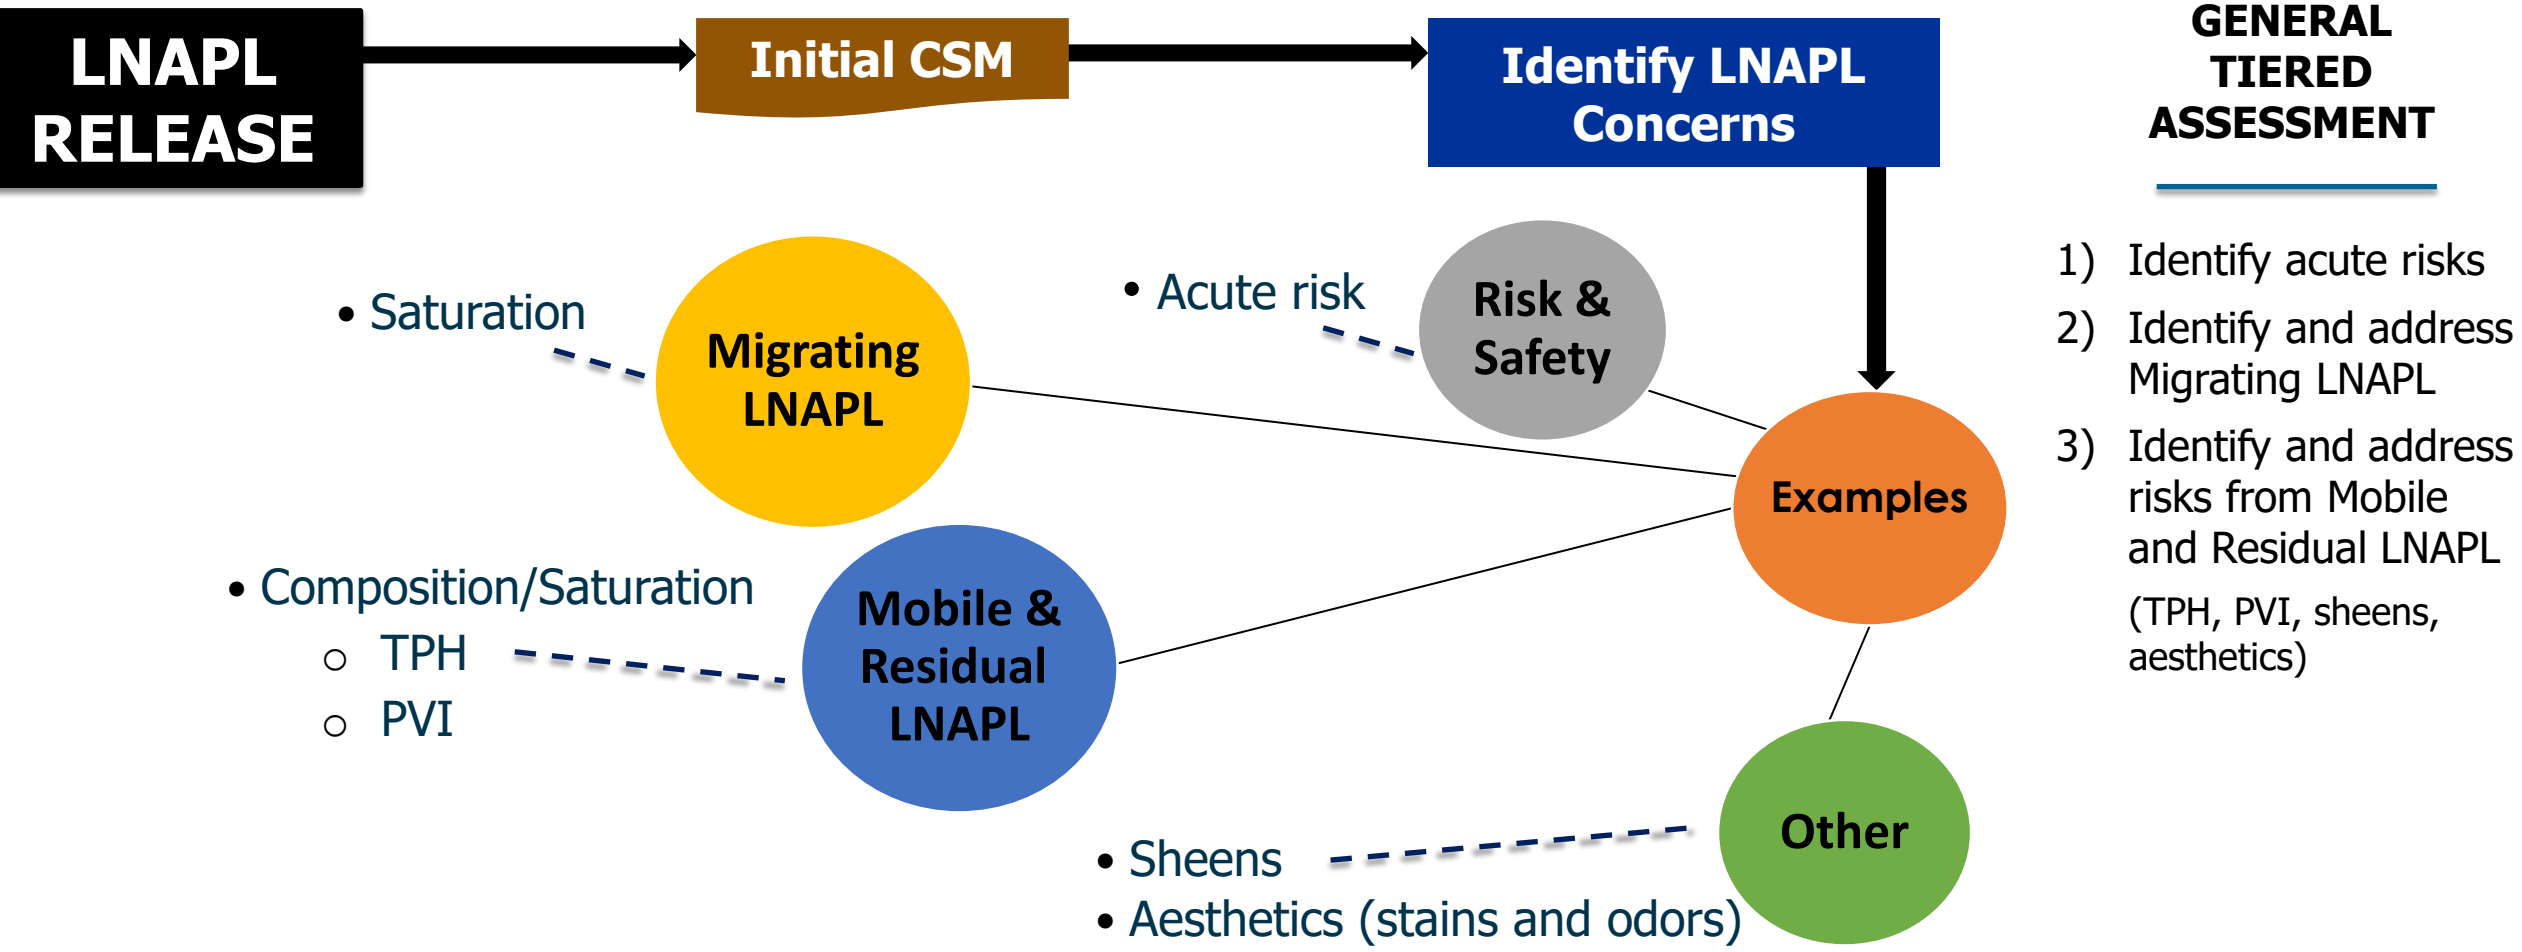 LNAPL
RELEASE
Initial CSM
Identify LNAPL
Concerns
GENERAL
TIERED
ASSESSMENT
• Saturation
Migrating
LNAPL
• Acute risk
Risk &
Safety
Examples
• Composition/Saturation
o TPH
o PVI
Mobile &
Residual
LNAPL
• Sheens
• Aesthetics (stains and odors)
Other
1) Identify acute risks
2) Identify and address
Migrating LNAPL
3) Identify and address
risks from Mobile
and Residual LNAPL
(TPH, PVI, sheens,
aesthetics)